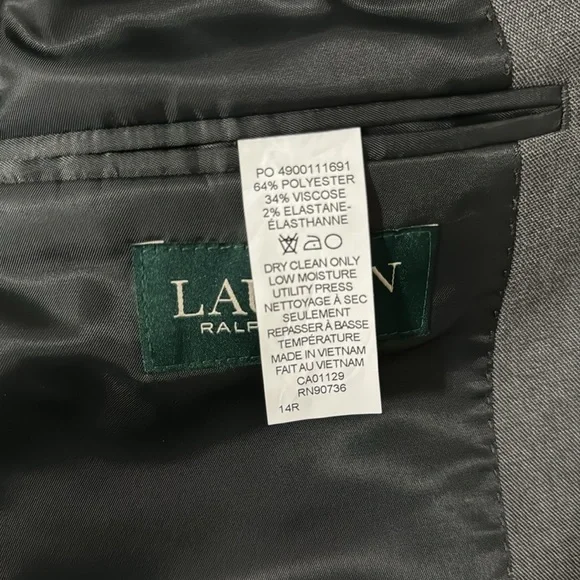 PO 4900111691
64% POLYESTER
34% VISCOSE
2% ELASTANE-
ÉLASTHANNE
DRY CLEAN ONLY
LOW MOISTURE
UTILITY PRESS
NETTOYAGE À SEC
SEULEMENT
REPASSER À BASSE
TEMPÉRATURE
MADE IN VIETNAM
FAIT AU VIETNAM
CA01129
RN90736
14R